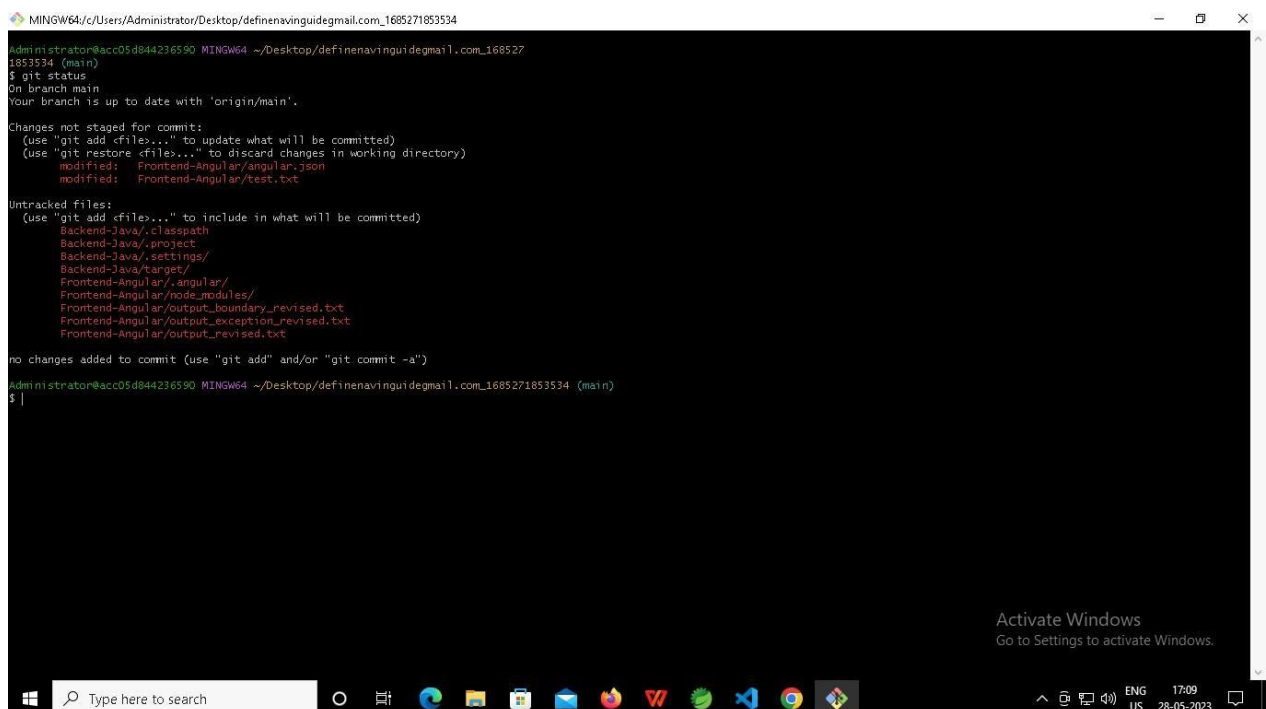 MINGW64:/c/Users/Administrator/Desktop/definenavinguidegmail.com_1685271853534
Administrator@acc05d844236590 MINGW64 ~/Desktop/definenavinguidegmail.com_168527
1853534 (main)
$ git status
On branch main
Your branch is up to date with 'origin/main'.
Changes not staged for commit:
(use "git add <file>..." to update what will be committed)
(use "git restore <file>..." to discard changes in working directory)
modified: Frontend-Angular/angular.json
modified: Frontend-Angular/test.txt
Untracked files:
(use "git add <file>..." to include in what will be committed)
Backend-Java/.classpath
Backend-Java/.project
Backend-Java/.settings/
Backend-Java/target/
Frontend-Angular/.angular/
Frontend-Angular/node_modules/
Frontend-Angular/output_boundary_revised.txt
Frontend-Angular/output_exception_revised.txt
Frontend-Angular/output_revised.txt
no changes added to commit (use "git add" and/or "git commit -a")
Administrator@acc05d844236590 MINGW64 ~/Desktop/definenavinguidegmail.com_1685271853534 (main)
$
Activate Windows
Go to Settings to activate Windows.
Type here to search
ENG
US
17:09
28-05-2023